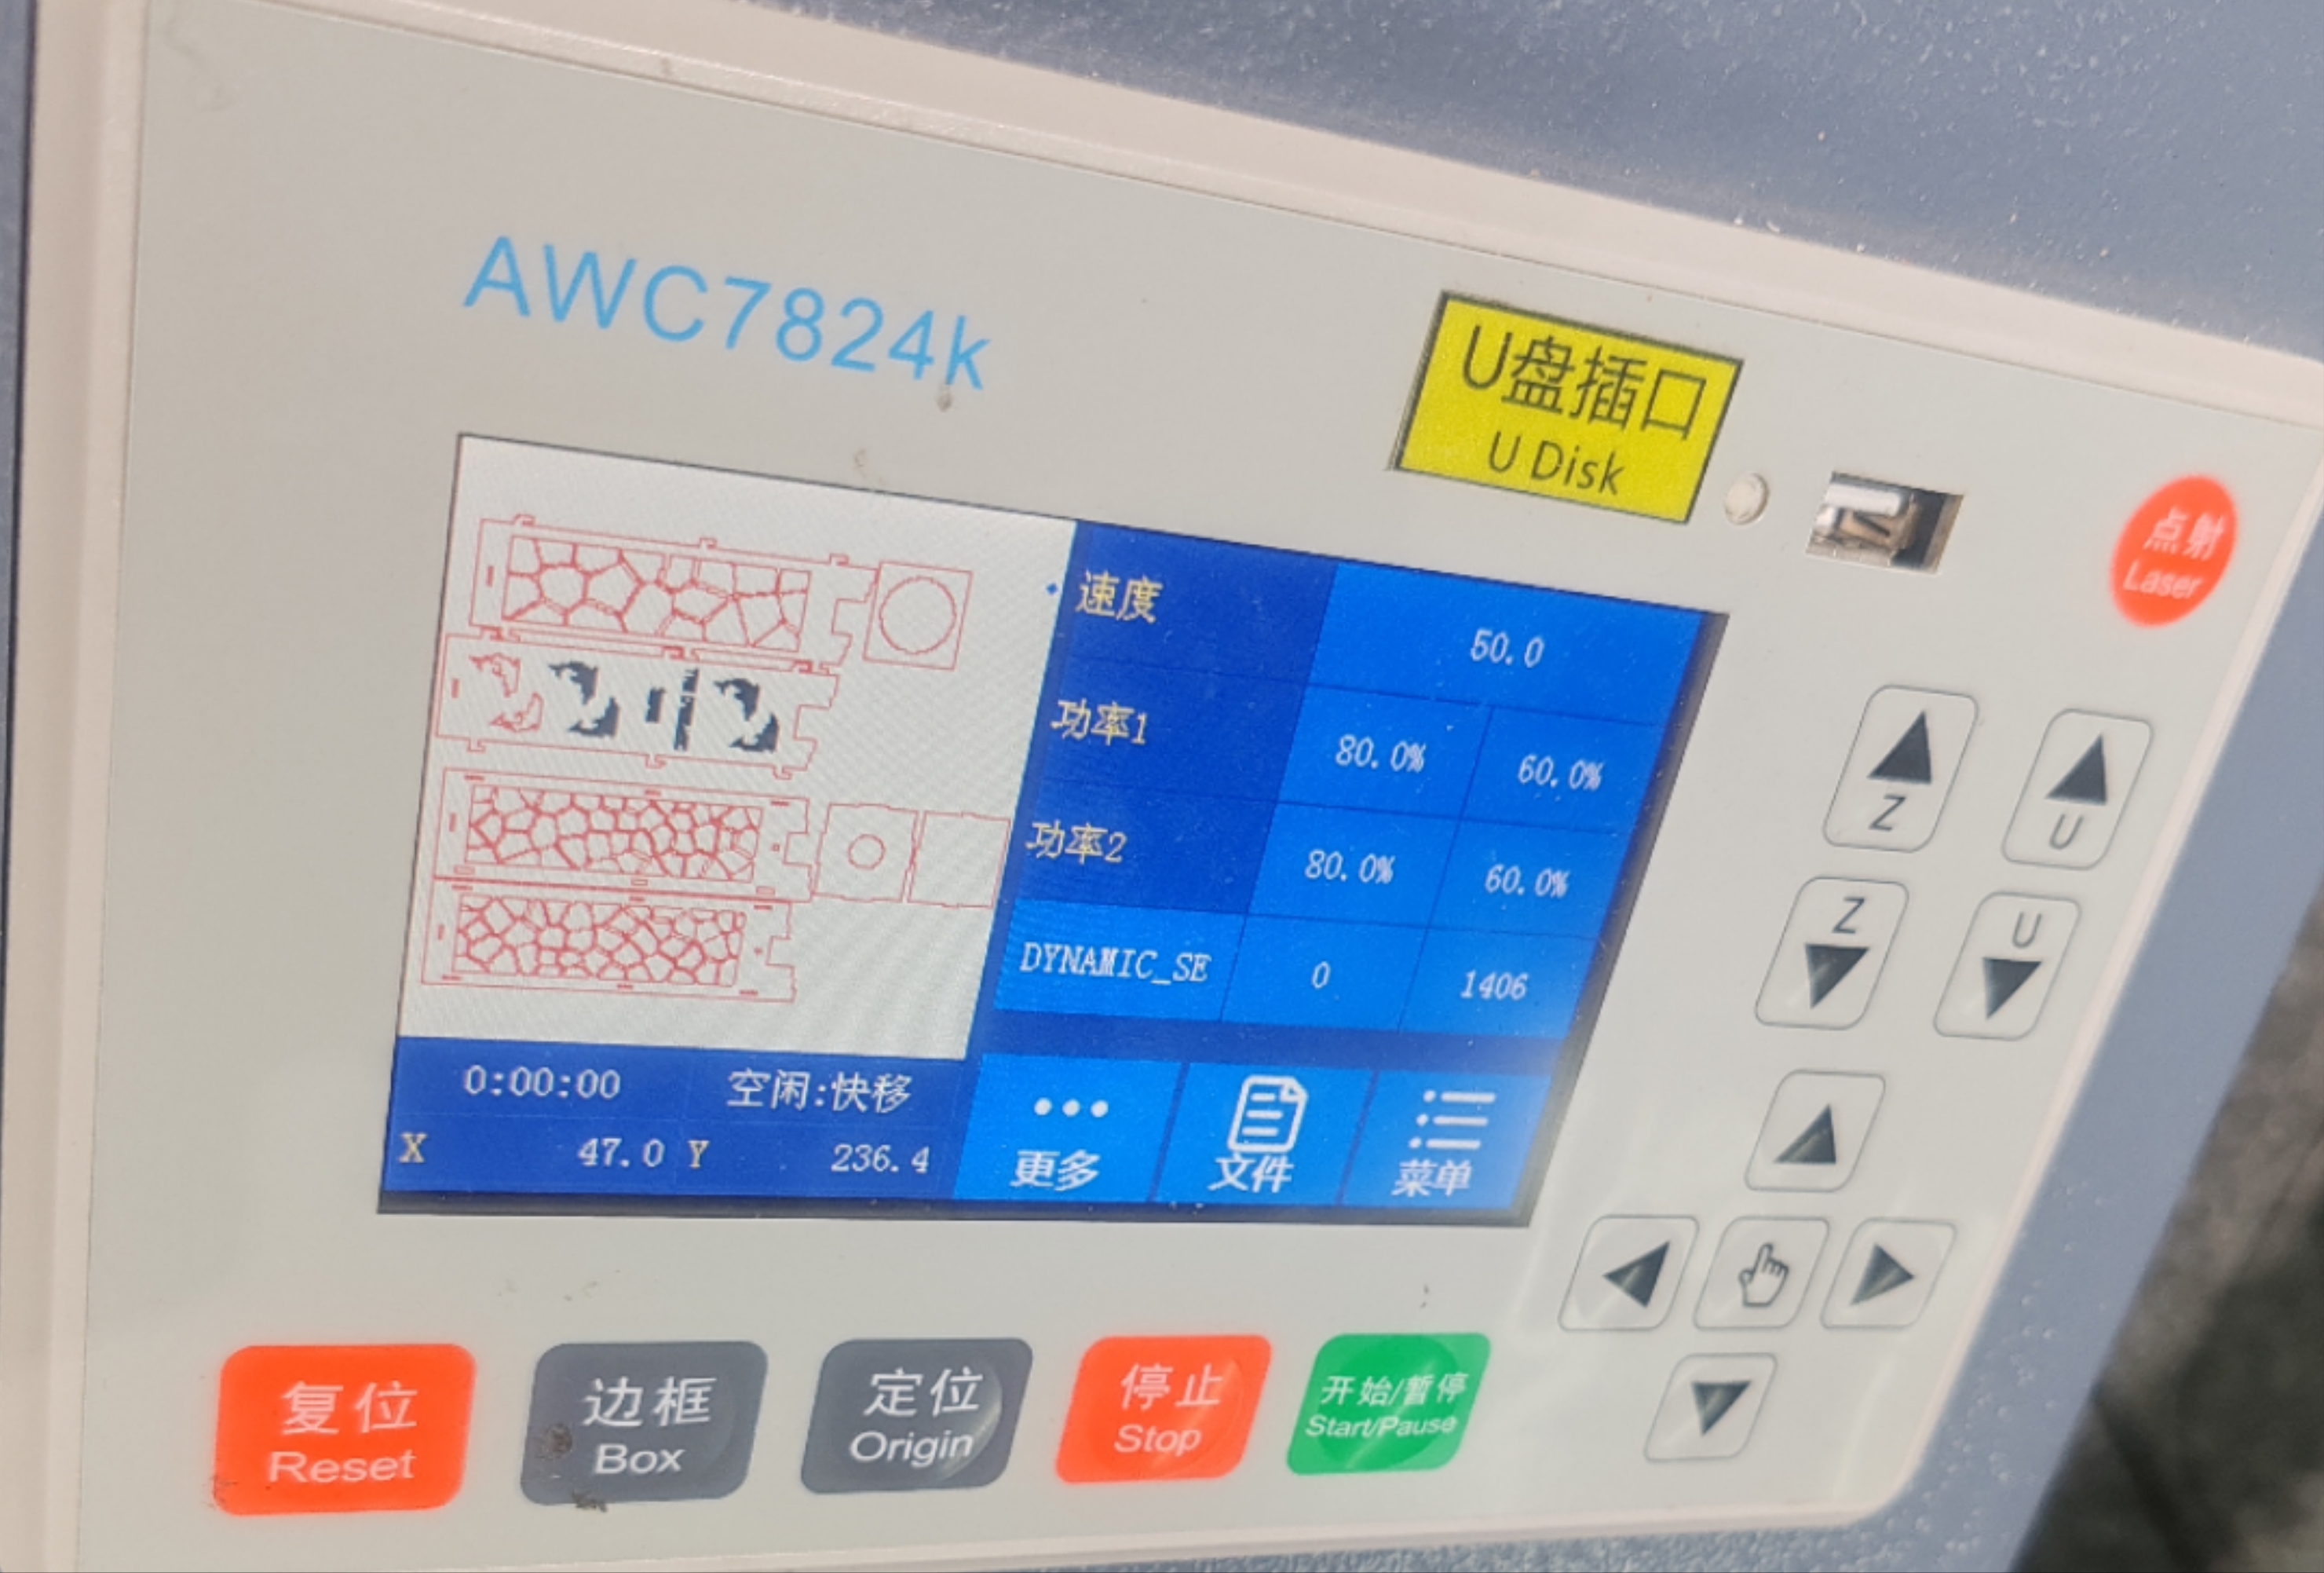 AWC7824k
U盘插口
U Disk
点射
Laser
速度
50.0
功率1
80.0%
60.0%
功率2
80.0%
60.0%
DYNAMIC_SE
0
1406
0:00:00
空闲:快移
X
47.0
Y
236.4
更多
文件
菜单
Z
U
Z
U
复位
Reset
边框
Box
定位
Origin
停止
Stop
开始/暂停
Start/Pause